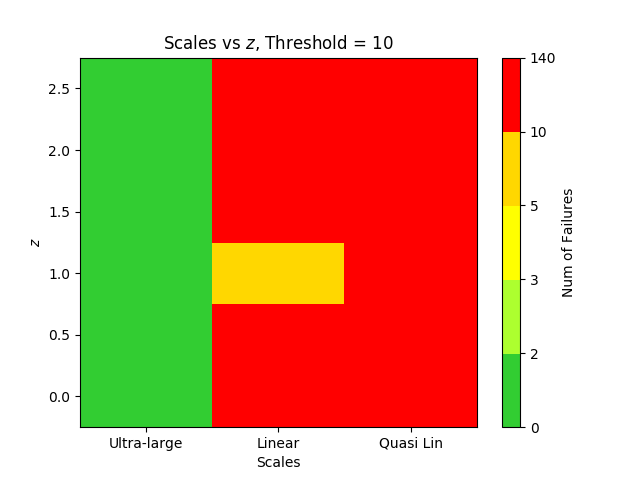 Scales vs z, Threshold = 10
2.5
2.0
1.5
1.0
0.5
0.0
z
Ultra-large
Linear
Quasi Lin
Scales
140
10
5
3
2
0
Num of Failures